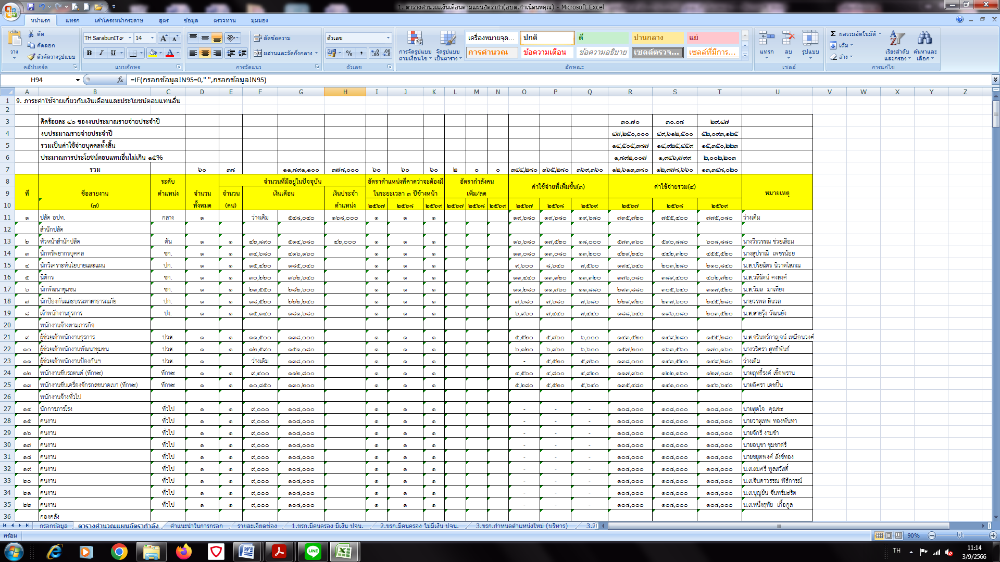 1. ตารางคำนวณเงินเดือนตามแผนอัตรากำ(อบต.กำเนิดนพคุณ) - Microsoft Excel
หน้าแรก แทรก เค้าโครงหน้ากระดาษ สูตร ข้อมูล ตรวจทาน มุมมอง
วาง ตัด คัดลอก ตัวคัดวางรูปแบบ คลิปบอร์ด
TH SarabunIT๙ 14 แบบอักษร
ตัดข้อความ ผสานและจัดกึ่งกลาง การจัดแนว
ตัวเลข ตัวเลข
การจัดรูปแบบตามเงื่อนไข จัดรูปแบบเป็นตาราง
เครื่องหมายจุล... ปกติ ดี ปานกลาง แย่
การคำนวณ ข้อความเตือน ข้อความอธิบาย เซลล์ตรวจ... เซลล์ที่มีการ...
ลักษณะ
แทรก ลบ รูปแบบ เซลล์
ผลรวมอัตโนมัติ เติม ล้าง เรียงลำดับและกรอง ค้นหาและเลือก การแก้ไข
H94 fx =IF(กรอกข้อมูล!N95=0," ",กรอกข้อมูล!N95)
A B C D E F G H I J K L M N O P Q R S T U V W X Y Z
1 9. ภาระค่าใช้จ่ายเกี่ยวกับเงินเดือนและประโยชน์ตอบแทนอื่น
2
3 คิดร้อยละ ๔๐ ของงบประมาณรายจ่ายประจำปี ๓๐.๗๐ ๓๐.๐๘ ๒๙.๔๗
4 งบประมาณรายจ่ายประจำปี ๔๗,๒๕๐,๐๐๐ ๔๙,๖๑๒,๕๐๐ ๕๒,๐๙๓,๑๒๕
5 รวมเป็นค่าใช้จ่ายบุคคลทั้งสิ้น ๑๔,๕๐๕,๓๘๗ ๑๔,๙๒๕,๔๕๙ ๑๕,๓๕๐,๒๒๓
6 ประมาณการประโยชน์ตอบแทนอื่นไม่เกิน ๑๕% ๑,๘๙๒,๐๐๗ ๑,๙๔๖,๗๙๙ ๒,๐๐๒,๒๐๓
7 รวม ๖๐ ๓๘ ๑๑,๘๙๑,๑๐๐ ๓๗๘,๐๐๐ ๖๐ ๖๐ ๖๐ ๒ ๐ ๐ ๓๔๔,๒๘๐ ๓๖๕,๒๘๐ ๓๖๙,๓๖๐ ๑๒,๖๑๓,๓๘๐ ๑๒,๙๗๘,๖๖๐ ๑๓,๓๔๘,๐๒๐
8 ระดับ จำนวนที่มีอยู่ในปัจจุบัน อัตราตำแหน่งที่คาดว่าจะต้องมี อัตรากำลังคน ค่าใช้จ่ายที่เพิ่มขึ้น(๓) ค่าใช้จ่ายรวม(๔)
9 ที่ ชื่อสายงาน ตำแหน่ง จำนวน จำนวน เงินเดือน เงินประจำ ในระยะเวลา ๓ ปีข้างหน้า เพิ่ม/ลด หมายเหตุ
10 (๗) ทั้งหมด (คน) ตำแหน่ง ๒๕๖๗ ๒๕๖๘ ๒๕๖๙ ๒๕๖๗ ๒๕๖๘ ๒๕๖๙ ๒๕๖๗ ๒๕๖๘ ๒๕๖๙ ๒๕๖๗ ๒๕๖๘ ๒๕๖๙
11 ๑ ปลัด อปท. กลาง ๑ ว่างเดิม ๕๔๘,๐๔๐ ๑๖๘,๐๐๐ ๑ ๑ ๑ ๑๙,๖๘๐ ๑๙,๖๘๐ ๑๙,๖๘๐ ๗๓๕,๗๒๐ ๗๕๕,๔๐๐ ๗๗๕,๐๘๐ ว่างเดิม
12 สำนักปลัด
13 ๒ หัวหน้าสำนักปลัด ต้น ๑ ๑ ๔๒,๘๙๐ ๕๑๔,๖๘๐ ๔๒,๐๐๐ ๑ ๑ ๑ ๑๖,๖๘๐ ๑๗,๕๒๐ ๑๘,๐๐๐ ๕๗๓,๓๖๐ ๕๙๐,๘๘๐ ๖๐๘,๘๘๐ นางวีรวรรณ ช่วยเลื่อม
14 ๓ นักทรัพยากรบุคคล ชก. ๑ ๑ ๓๔,๖๘๐ ๔๑๖,๑๖๐ ๑ ๑ ๑ ๑๓,๐๘๐ ๑๓,๐๘๐ ๑๓,๒๐๐ ๔๒๙,๒๔๐ ๔๔๒,๓๒๐ ๔๕๕,๕๒๐ นางสุปราณี เพชรน้อย
15 ๔ นักวิเคราะห์นโยบายและแผน ปก. ๑ ๑ ๑๕,๔๒๐ ๑๘๕,๐๔๐ ๑ ๑ ๑ ๙,๖๐๐ ๘,๖๔๐ ๗,๕๖๐ ๑๙๔,๖๔๐ ๒๐๓,๒๘๐ ๒๑๐,๘๔๐ น.ส.ปริยฉัตร นิวาตโสภณ
16 ๕ นิติกร ชก. ๑ ๑ ๓๐,๒๒๐ ๓๖๒,๖๔๐ ๑ ๑ ๑ ๑๓,๔๔๐ ๑๓,๓๒๐ ๑๓,๓๒๐ ๓๗๖,๐๘๐ ๓๘๙,๔๐๐ ๔๐๒,๗๒๐ น.ส.วลีรัตน์ คงสงค์
17 ๖ นักพัฒนาชุมชน ชก. ๑ ๑ ๒๓,๕๕๐ ๒๘๒,๖๐๐ ๑ ๑ ๑ ๑๑,๒๘๐ ๑๑,๗๖๐ ๑๑,๘๘๐ ๒๙๓,๘๘๐ ๓๐๕,๖๔๐ ๓๑๗,๕๒๐ น.ส.วิมล มาเทียง
18 ๗ นักป้องกันและบรรเทาสาธารณภัย ปก. ๑ ๑ ๑๘,๕๒๐ ๒๒๒,๒๔๐ ๑ ๑ ๑ ๗,๖๘๐ ๗,๖๘๐ ๗,๖๘๐ ๒๒๙,๙๒๐ ๒๓๗,๖๐๐ ๒๔๕,๒๘๐ นายวรพล สีนวล
19 ๘ เจ้าพนักงานธุรการ ปง. ๑ ๑ ๑๕,๑๔๐ ๑๘๑,๖๘๐ ๑ ๑ ๑ ๖,๙๖๐ ๗,๔๔๐ ๗,๔๔๐ ๑๘๘,๖๔๐ ๑๙๖,๐๘๐ ๒๐๓,๕๒๐ น.ส.สายรุ้ง วัฒนยัง
20 พนักงานจ้างตามภารกิจ
21 ๙ ผู้ช่วยเจ้าพนักงานธุรการ ปวส. ๑ ๑ ๑๑,๕๐๐ ๑๓๘,๐๐๐ ๑ ๑ ๑ ๕,๕๒๐ ๕,๗๖๐ ๖,๐๐๐ ๑๔๓,๕๒๐ ๑๔๙,๒๘๐ ๑๕๕,๒๘๐ น.ส.จรินทร์กาญจน์ เหมือนวงศ์
22 ๑๐ ผู้ช่วยเจ้าพนักงานพัฒนาชุมชน ปวส. ๑ ๑ ๑๒,๕๙๐ ๑๕๑,๐๘๐ ๑ ๑ ๑ ๖,๑๒๐ ๖,๓๖๐ ๖,๖๐๐ ๑๕๗,๒๐๐ ๑๖๓,๕๖๐ ๑๗๐,๑๖๐ นางวริศรา สุทธิพันธ์
23 ๑๑ ผู้ช่วยเจ้าพนักงานป้องกันฯ ปวส. ๑ ว่างเดิม ๑๓๘,๐๐๐ ๑ ๑ ๑ - ๕,๕๒๐ ๕,๗๖๐ ๑๓๘,๐๐๐ ๑๔๓,๕๒๐ ๑๔๙,๒๘๐ ว่างเดิม
24 ๑๒ พนักงานขับรถยนต์ (ทักษะ) ทักษะ ๑ ๑ ๙,๔๐๐ ๑๑๒,๘๐๐ ๑ ๑ ๑ ๔,๕๖๐ ๔,๘๐๐ ๔,๙๒๐ ๑๑๗,๓๖๐ ๑๒๒,๑๖๐ ๑๒๗,๐๘๐ นายฤทธิ์รงค์ เชื้อพราน
25 ๑๓ พนักงานขับเครื่องจักรกลขนาดเบา (ทักษะ) ทักษะ ๑ ๑ ๑๐,๘๕๐ ๑๓๐,๒๐๐ ๑ ๑ ๑ ๕,๒๘๐ ๕,๕๒๐ ๕,๖๔๐ ๑๓๕,๔๘๐ ๑๔๑,๐๐๐ ๑๔๖,๖๔๐ นายอิศรา เดชปั้น
26 พนักงานจ้างทั่วไป
27 ๑๔ นักการภารโรง ทั่วไป ๑ ๑ ๙,๐๐๐ ๑๐๘,๐๐๐ ๑ ๑ ๑ - - - ๑๐๘,๐๐๐ ๑๐๘,๐๐๐ ๑๐๘,๐๐๐ นายสุดใจ คุณชะ
28 ๑๕ คนงาน ทั่วไป ๑ ๑ ๙,๐๐๐ ๑๐๘,๐๐๐ ๑ ๑ ๑ - - - ๑๐๘,๐๐๐ ๑๐๘,๐๐๐ ๑๐๘,๐๐๐ นายวาสุเทพ ทองพันทา
29 ๑๖ คนงาน ทั่วไป ๑ ๑ ๙,๐๐๐ ๑๐๘,๐๐๐ ๑ ๑ ๑ - - - ๑๐๘,๐๐๐ ๑๐๘,๐๐๐ ๑๐๘,๐๐๐ นายจักรี งามขำ
30 ๑๗ คนงาน ทั่วไป ๑ ๑ ๙,๐๐๐ ๑๐๘,๐๐๐ ๑ ๑ ๑ - - - ๑๐๘,๐๐๐ ๑๐๘,๐๐๐ ๑๐๘,๐๐๐ นายอนุชา ชุมชาตรี
31 ๑๘ คนงาน ทั่วไป ๑ ๑ ๙,๐๐๐ ๑๐๘,๐๐๐ ๑ ๑ ๑ - - - ๑๐๘,๐๐๐ ๑๐๘,๐๐๐ ๑๐๘,๐๐๐ นายชยุตพงศ์ สังข์ทอง
32 ๑๙ คนงาน ทั่วไป ๑ ๑ ๙,๐๐๐ ๑๐๘,๐๐๐ ๑ ๑ ๑ - - - ๑๐๘,๐๐๐ ๑๐๘,๐๐๐ ๑๐๘,๐๐๐ น.ส.สมศรี พูลสวัสดิ์
33 ๒๐ คนงาน ทั่วไป ๑ ๑ ๙,๐๐๐ ๑๐๘,๐๐๐ ๑ ๑ ๑ - - - ๑๐๘,๐๐๐ ๑๐๘,๐๐๐ ๑๐๘,๐๐๐ น.ส.จินดาวรรณ พิธีการณ์
34 ๒๑ คนงาน ทั่วไป ๑ ๑ ๙,๐๐๐ ๑๐๘,๐๐๐ ๑ ๑ ๑ - - - ๑๐๘,๐๐๐ ๑๐๘,๐๐๐ ๑๐๘,๐๐๐ น.ส.บุญยืน จันทร์มะริต
35 ๒๒ คนงาน ทั่วไป ๑ ๑ ๙,๐๐๐ ๑๐๘,๐๐๐ ๑ ๑ ๑ - - - ๑๐๘,๐๐๐ ๑๐๘,๐๐๐ ๑๐๘,๐๐๐ น.ส.หนึ่งฤทัย เกื้อกูล
36 กองคลัง
กรอกข้อมูล ตารางคำนวณแผนอัตรากำลัง คำแนะนำในการกรอก รายละเอียดช่อง 1.ขรก.มีคนครอง มีเงิน ปจน. 2.ขรก.มีคนครอง ไม่มีเงิน ปจน. 3.ขรก.กำหนดตำแหน่งใหม่ (บริหาร) 3.2
พร้อม 90%
TH 11:14
3/9/2566